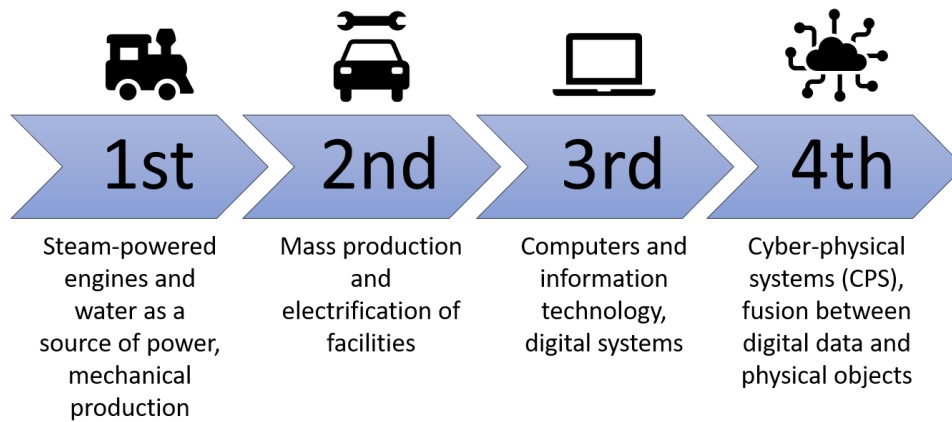 1st
2nd
3rd
4th
Steam-powered
engines and
water as a
source of power,
mechanical
production
Mass production
and
electrification of
facilities
Computers and
information
technology,
digital systems
Cyber-physical
systems (CPS),
fusion between
digital data and
physical objects